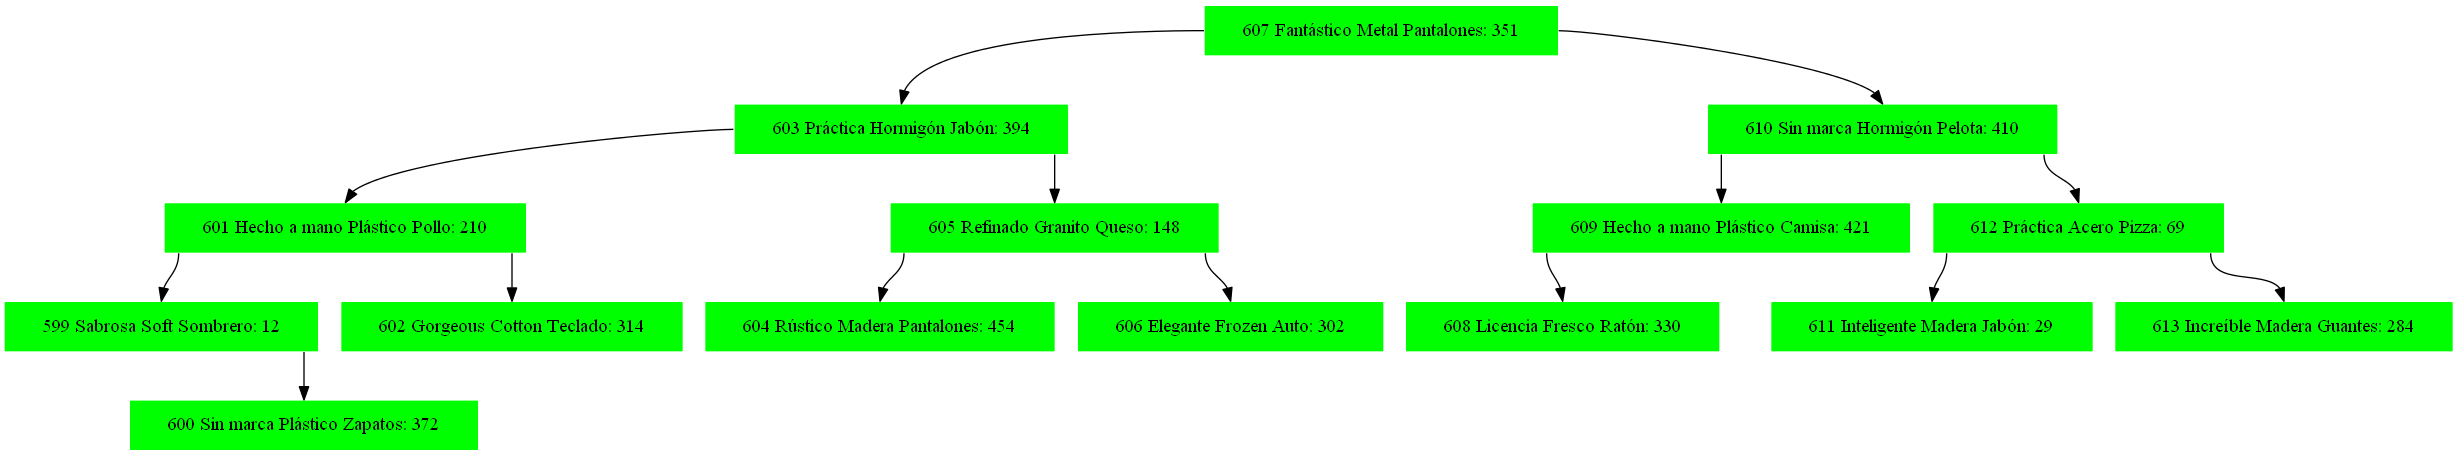 607 Fantástico Metal Pantalones: 351
603 Práctica Hormigón Jabón: 394
610 Sin marca Hormigón Pelota: 410
601 Hecho a mano Plástico Pollo: 210
605 Refinado Granito Queso: 148
609 Hecho a mano Plástico Camisa: 421
612 Práctica Acero Pizza: 69
599 Sabrosa Soft Sombrero: 12
602 Gorgeous Cotton Teclado: 314
604 Rústico Madera Pantalones: 454
606 Elegante Frozen Auto: 302
608 Licencia Fresco Ratón: 330
611 Inteligente Madera Jabón: 29
613 Increíble Madera Guantes: 284
600 Sin marca Plástico Zapatos: 372